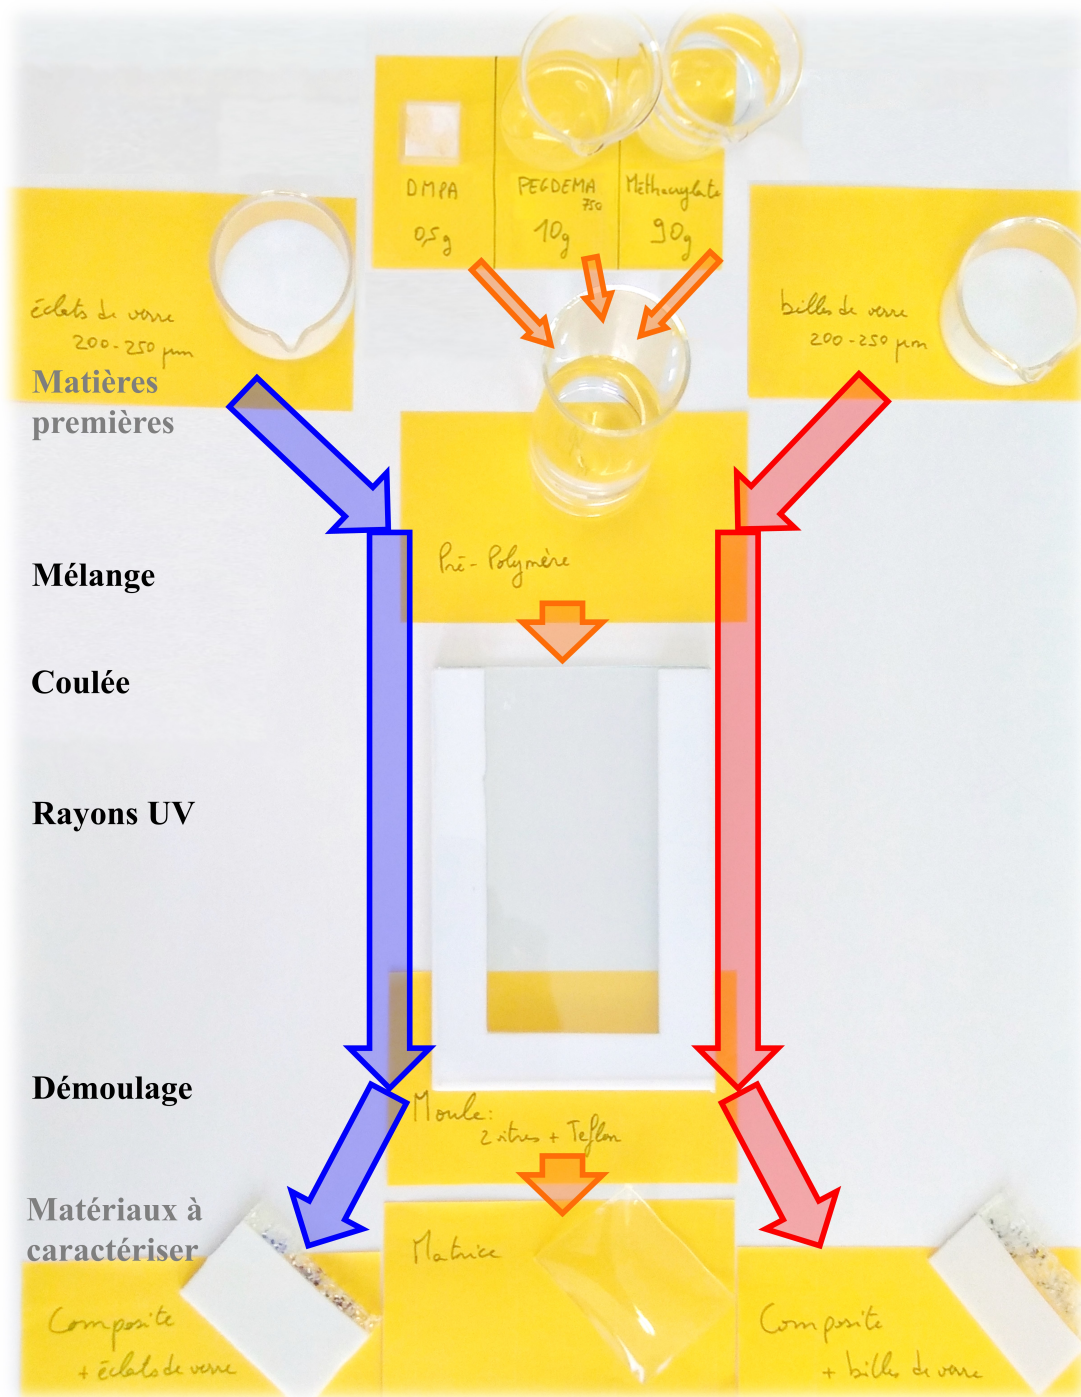 DMPA
0,5g
PEGDEMA
750
10g
Méthacrylate
90g
éclats de verre
200-250 µm
billes de verre
200-250 µm
Matières
premières
Pré-Polymère
Mélange
Coulée
Rayons UV
Démoulage
Moule:
2 vitres + Teflon
Matériaux à
caractériser
Matrice
Composite
+ éclats de verre
Composite
+ billes de verre